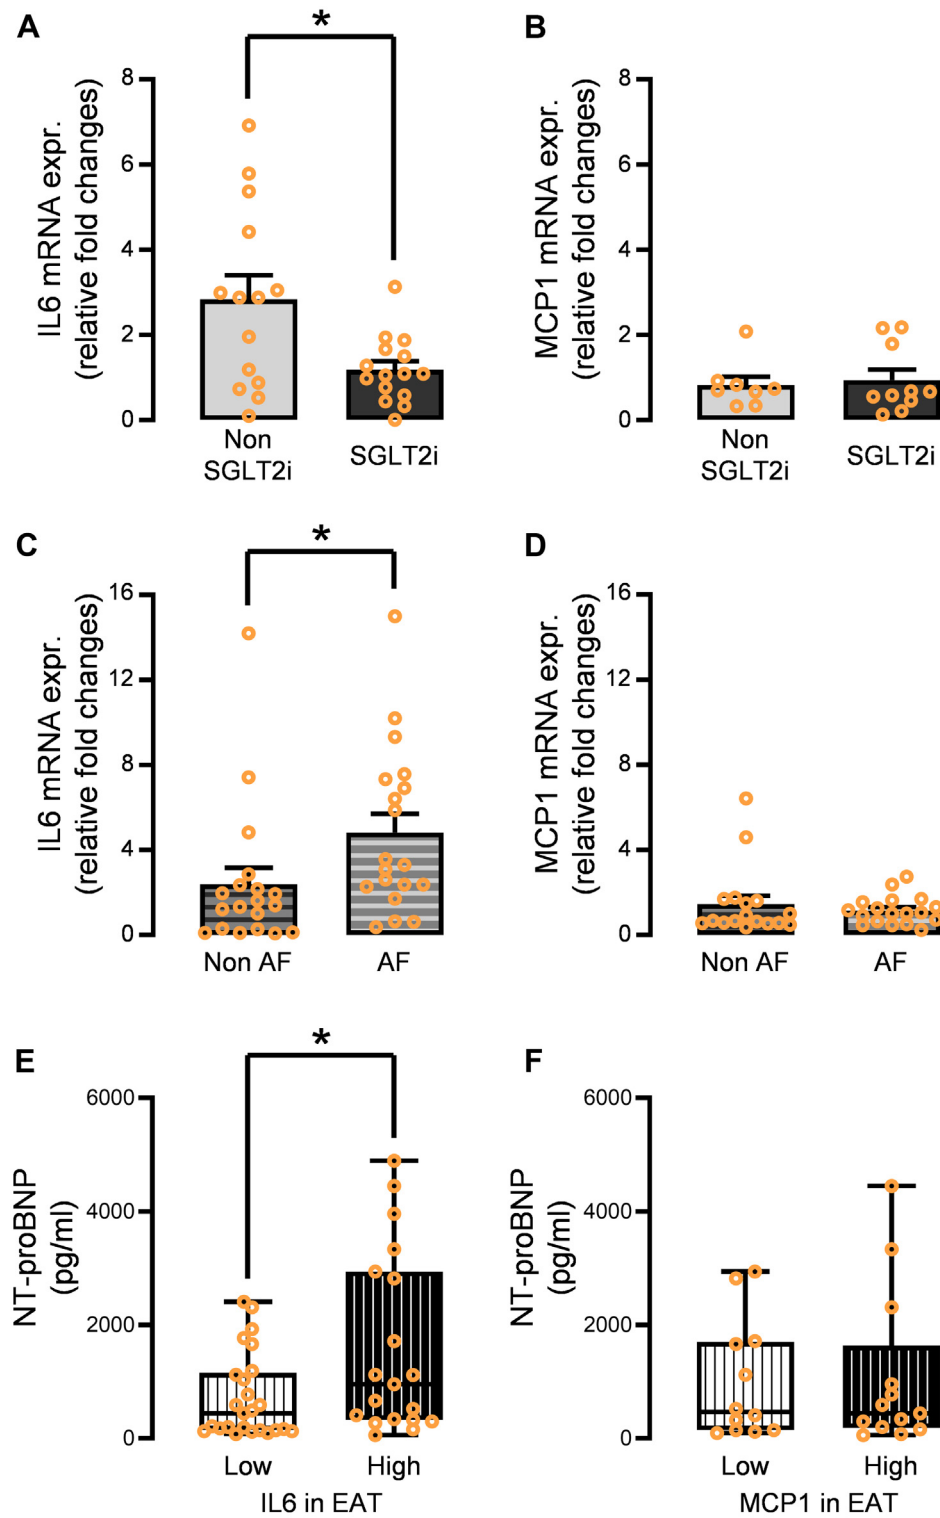 A
*
IL6 mRNA expr.
(relative fold changes)
8
6
4
2
0
Non
SGLT2i
SGLT2i
B
MCP1 mRNA expr.
(relative fold changes)
8
6
4
2
0
Non
SGLT2i
SGLT2i
C
*
IL6 mRNA expr.
(relative fold changes)
16
12
8
4
0
Non AF
AF
D
MCP1 mRNA expr.
(relative fold changes)
16
12
8
4
0
Non AF
AF
E
*
NT-proBNP
(pg/ml)
6000
4000
2000
0
Low
High
IL6 in EAT
F
NT-proBNP
(pg/ml)
6000
4000
2000
0
Low
High
MCP1 in EAT